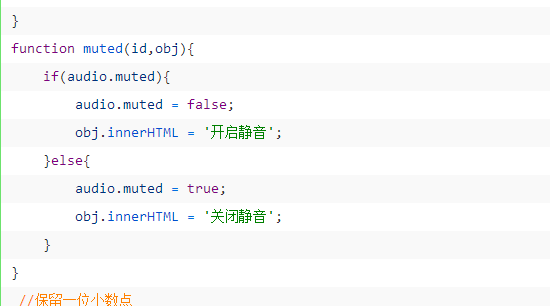 }
function muted(id,obj){
    if(audio.muted){
        audio.muted = false;
        obj.innerHTML = '开启静音';
    }else{
        audio.muted = true;
        obj.innerHTML = '关闭静音';
    }
}
 //保留一位小数点